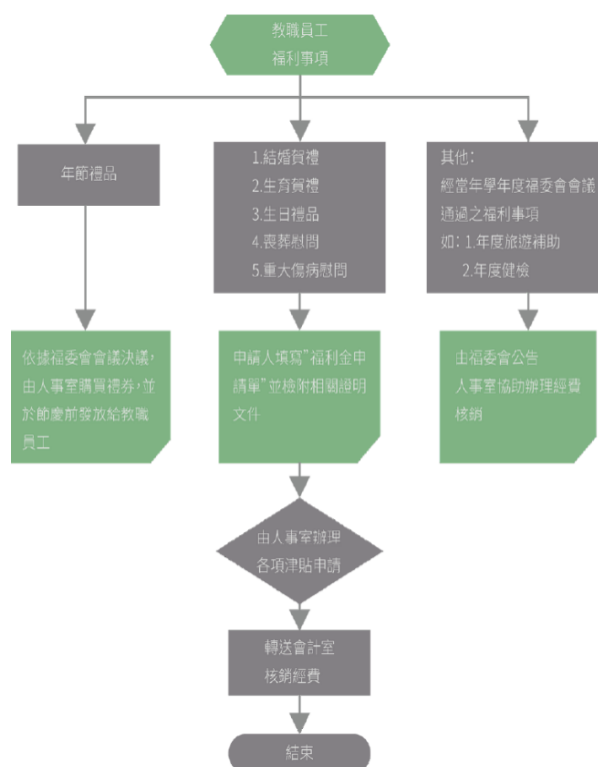 教職員工
福利事項
年節禮品
1.結婚賀禮
2.生育賀禮
3.生日禮品
4.喪葬慰問
5.重大傷病慰問
其他：
經當年學年度福委會會議
通過之福利事項
如：1.年度旅遊補助
2.年度健檢
依據福委會會議決議，
由人事室購買禮券，並
於節慶前發放給教職
員工
申請人填寫"福利金申
請單"並檢附相關證明
文件
由福委會公告
人事室協助辦理經費
核銷
由人事室辦理
各項津貼申請
轉送會計室
核銷經費
結束